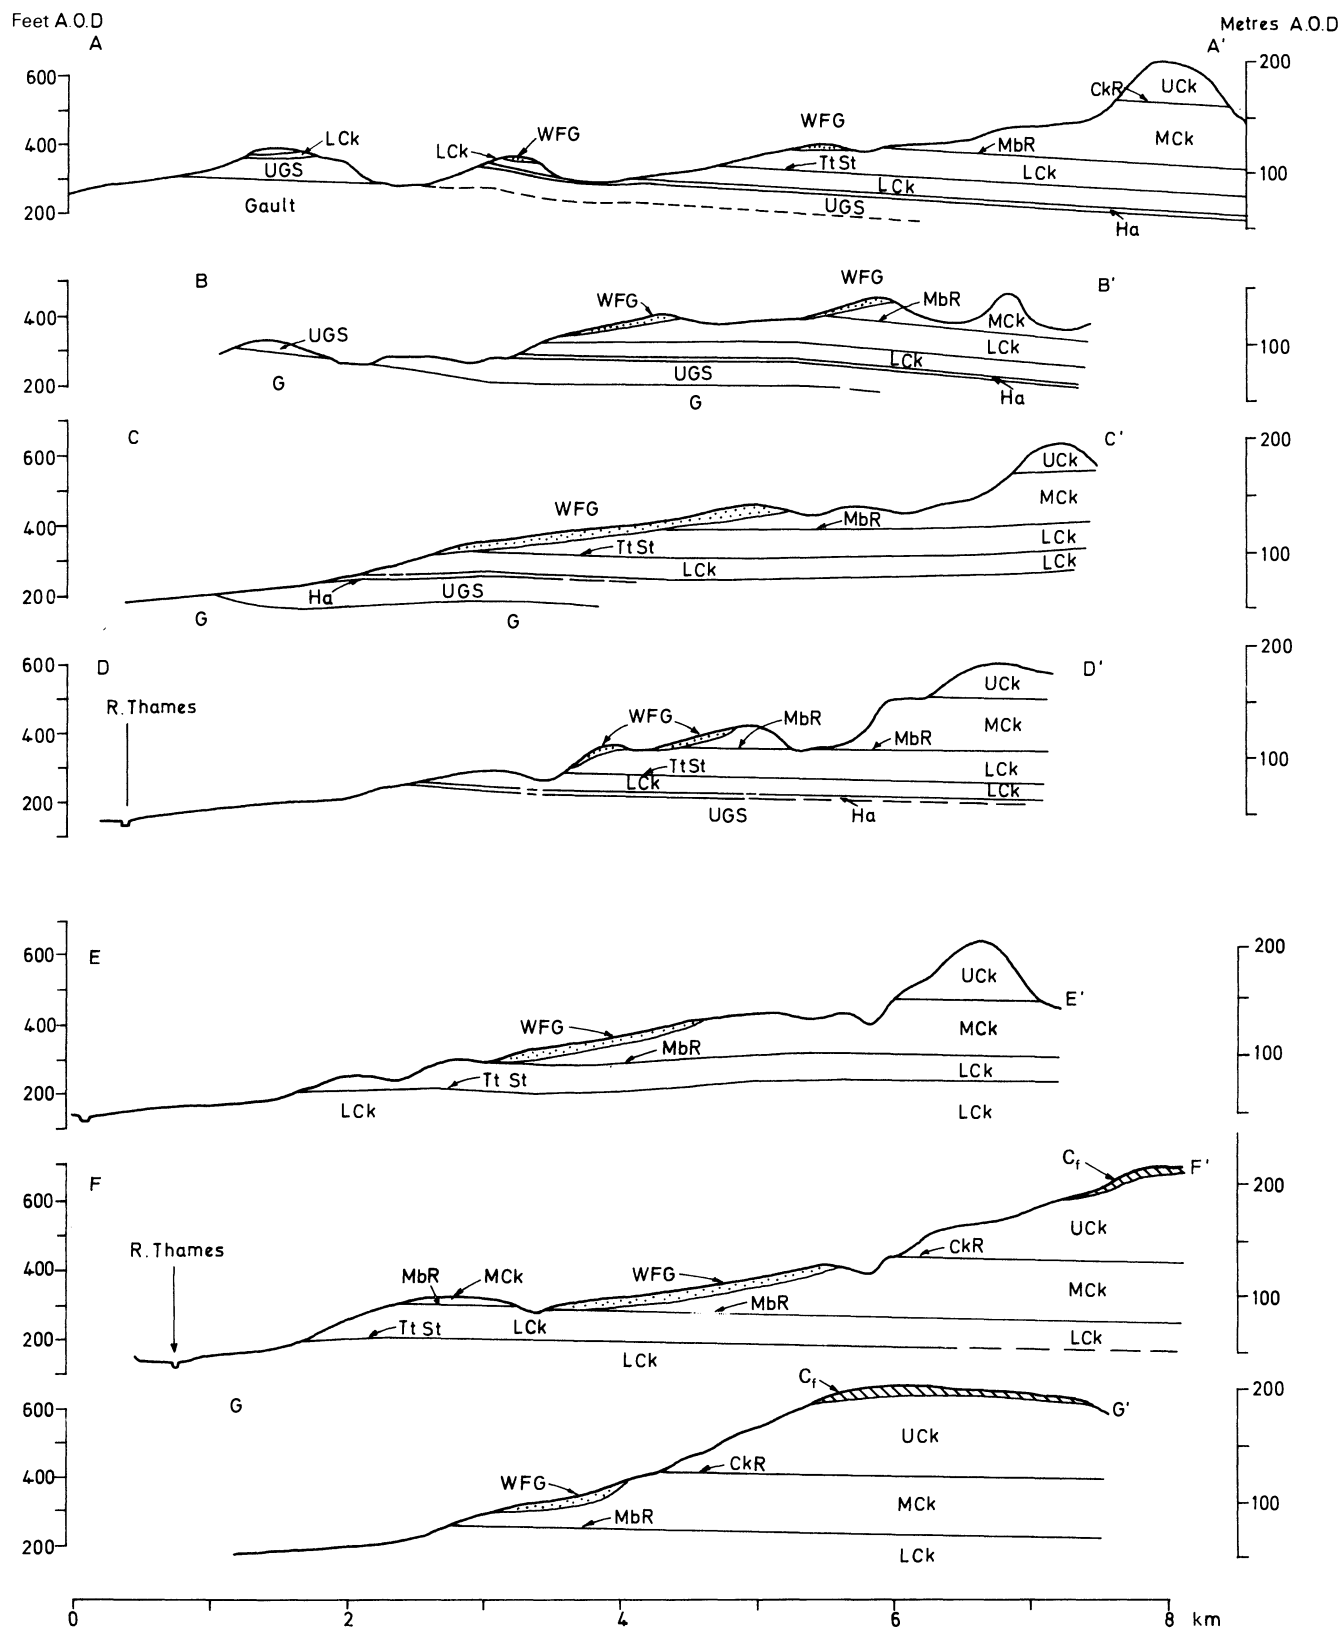 Feet A.O.D
Metres A.O.D
A
A'
600
400
200
200
100
LCk
UGS
Gault
LCk
WFG
WFG
TtSt
LCk
UGS
MbR
LCk
Ha
CkR
UCk
MCk
B
B'
400
300
200
100
UGS
G
WFG
WFG
MbR
MCk
LCk
LCk
UGS
Ha
G
C
C'
600
400
300
200
200
100
WFG
MbR
TtSt
LCk
Ha
UGS
G
G
UCk
MCk
LCk
LCk
D
D'
600
400
300
200
200
100
R.Thames
WFG
MbR
MbR
TtSt
LCk
UGS
Ha
UCk
MCk
LCk
LCk
E
E'
600
400
300
200
200
100
WFG
MbR
Tt St
LCk
UCk
MCk
LCk
LCk
F
F'
600
400
300
200
200
100
R.Thames
MbR
MCk
Tt St
LCk
LCk
WFG
MbR
CkR
Cf
UCk
MCk
LCk
G
G'
600
400
300
200
200
100
WFG
MbR
CkR
Cf
UCk
MCk
LCk
0 2 4 6 8 km